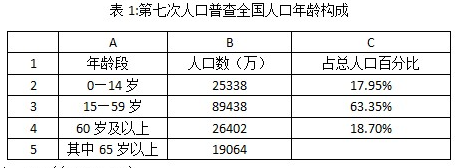 表 1:第七次人口普查全国人口年龄构成
A B C
1 年龄段 人口数（万） 占总人口百分比
2 0—14 岁 25338 17.95%
3 15—59 岁 89438 63.35%
4 60 岁及以上 26402 18.70%
5 其中 65 岁以上 19064